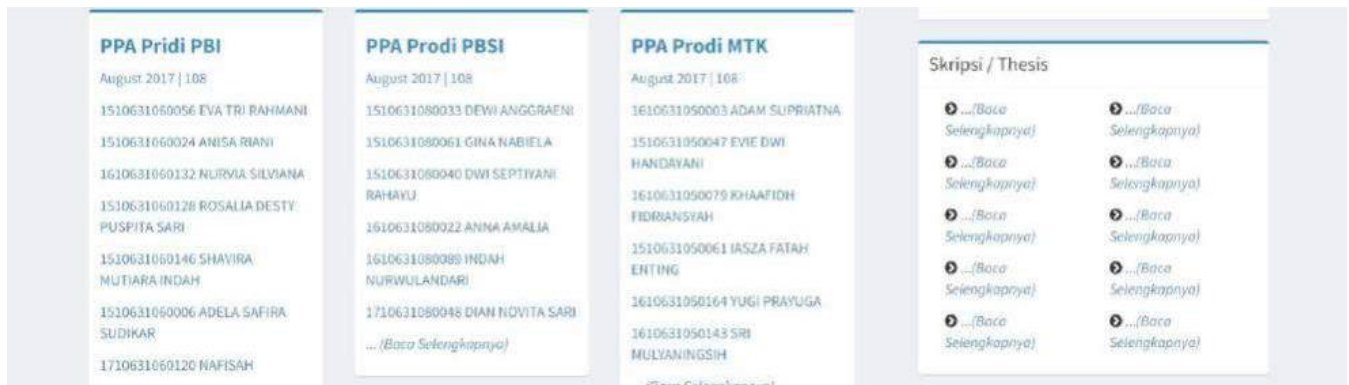 PPA Pridi PBI
August 2017 | 108
1510631060056 EVA TRI RAHMANI
1510631060024 ANISA RIANI
1610631060132 NURVIA SILVIANA
1510631060128 ROSALIA DESTY
PUSPITA SARI
1510631060146 SHAVIRA
MUTIARA INDAH
1510631060006 ADELA SAFIRA
SUDIKAR
1710631060120 NAFISAH
PPA Prodi PBSI
August 2017 | 108
1510631080033 DEWI ANGGRAENI
1510631080061 GINA NABIELA
1510631080040 DWI SEPTIYANI
RAHAYU
1610631080022 ANNA AMALIA
1610631080089 INDAH
NURWULANDARI
1710631080048 DIAN NOVITA SARI
... (Baca Selengkapnya)
PPA Prodi MTK
August 2017 | 108
1610631050003 ADAM SUPRIATNA
1510631050047 EVIE DWI
HANDAYANI
1610631050079 KHAAFIDH
FIDRIANSYAH
1510631050061 IASZA FATAH
ENTING
1610631050164 YUGI PRAYUGA
1610631050143 SRI
MULYANINGSIH
... (Baca Selengkapnya)
Skripsi / Thesis
...(Baca
Selengkapnya)
...(Baca
Selengkapnya)
...(Baca
Selengkapnya)
...(Baca
Selengkapnya)
...(Baca
Selengkapnya)
...(Baca
Selengkapnya)
...(Baca
Selengkapnya)
...(Baca
Selengkapnya)
...(Baca
Selengkapnya)
...(Baca
Selengkapnya)